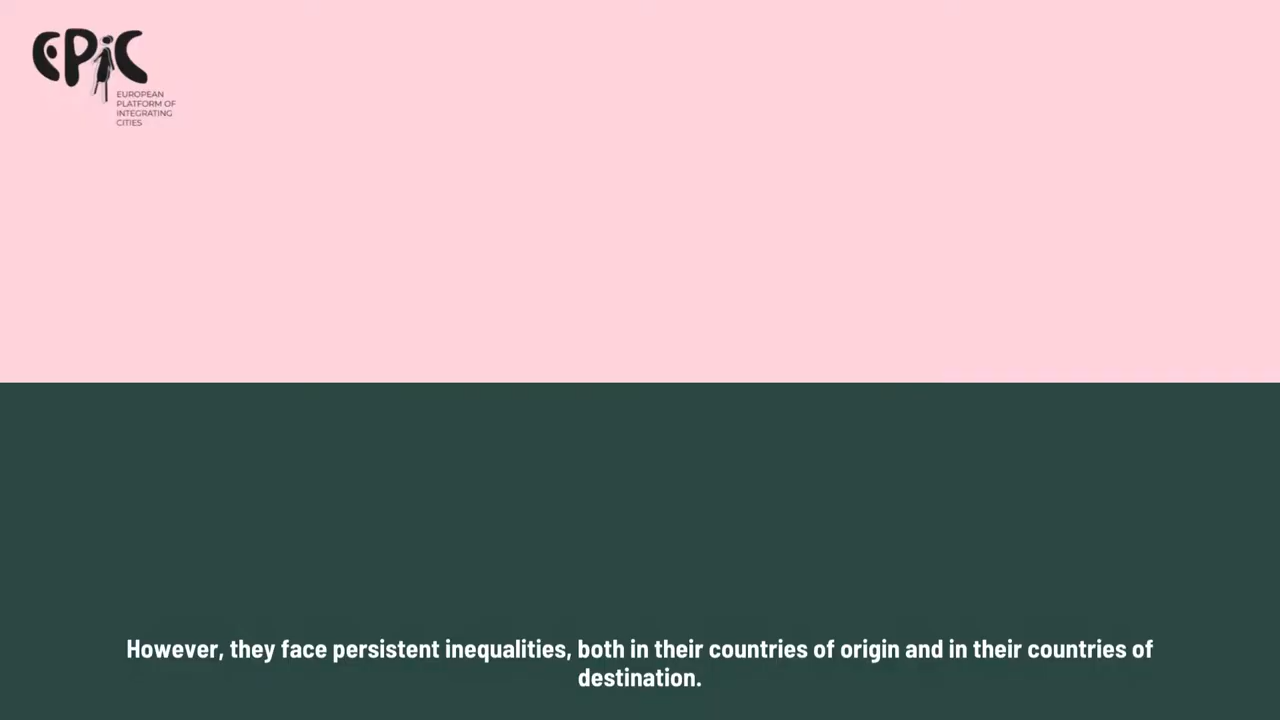 EPiC
EUROPEAN
PLATFORM OF
INTEGRATING
CITIES
However, they face persistent inequalities, both in their countries of origin and in their countries of
destination.